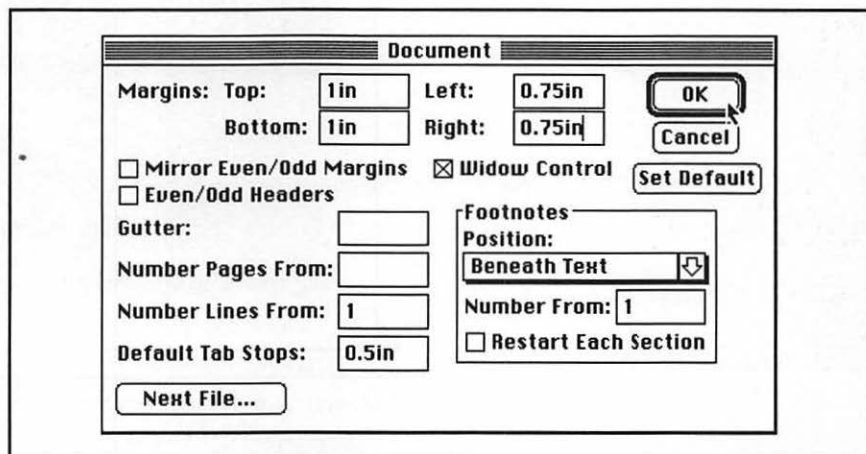 Document
Margins: Top: 1in Left: 0.75in OK
Bottom: 1in Right: 0.75in Cancel
Mirror Even/Odd Margins Widow Control Set Default
Even/Odd Headers
Footnotes
Gutter:
Position:
Number Pages From: Beneath Text
Number Lines From: 1 Number From: 1
Default Tab Stops: 0.5in Restart Each Section
Next File...